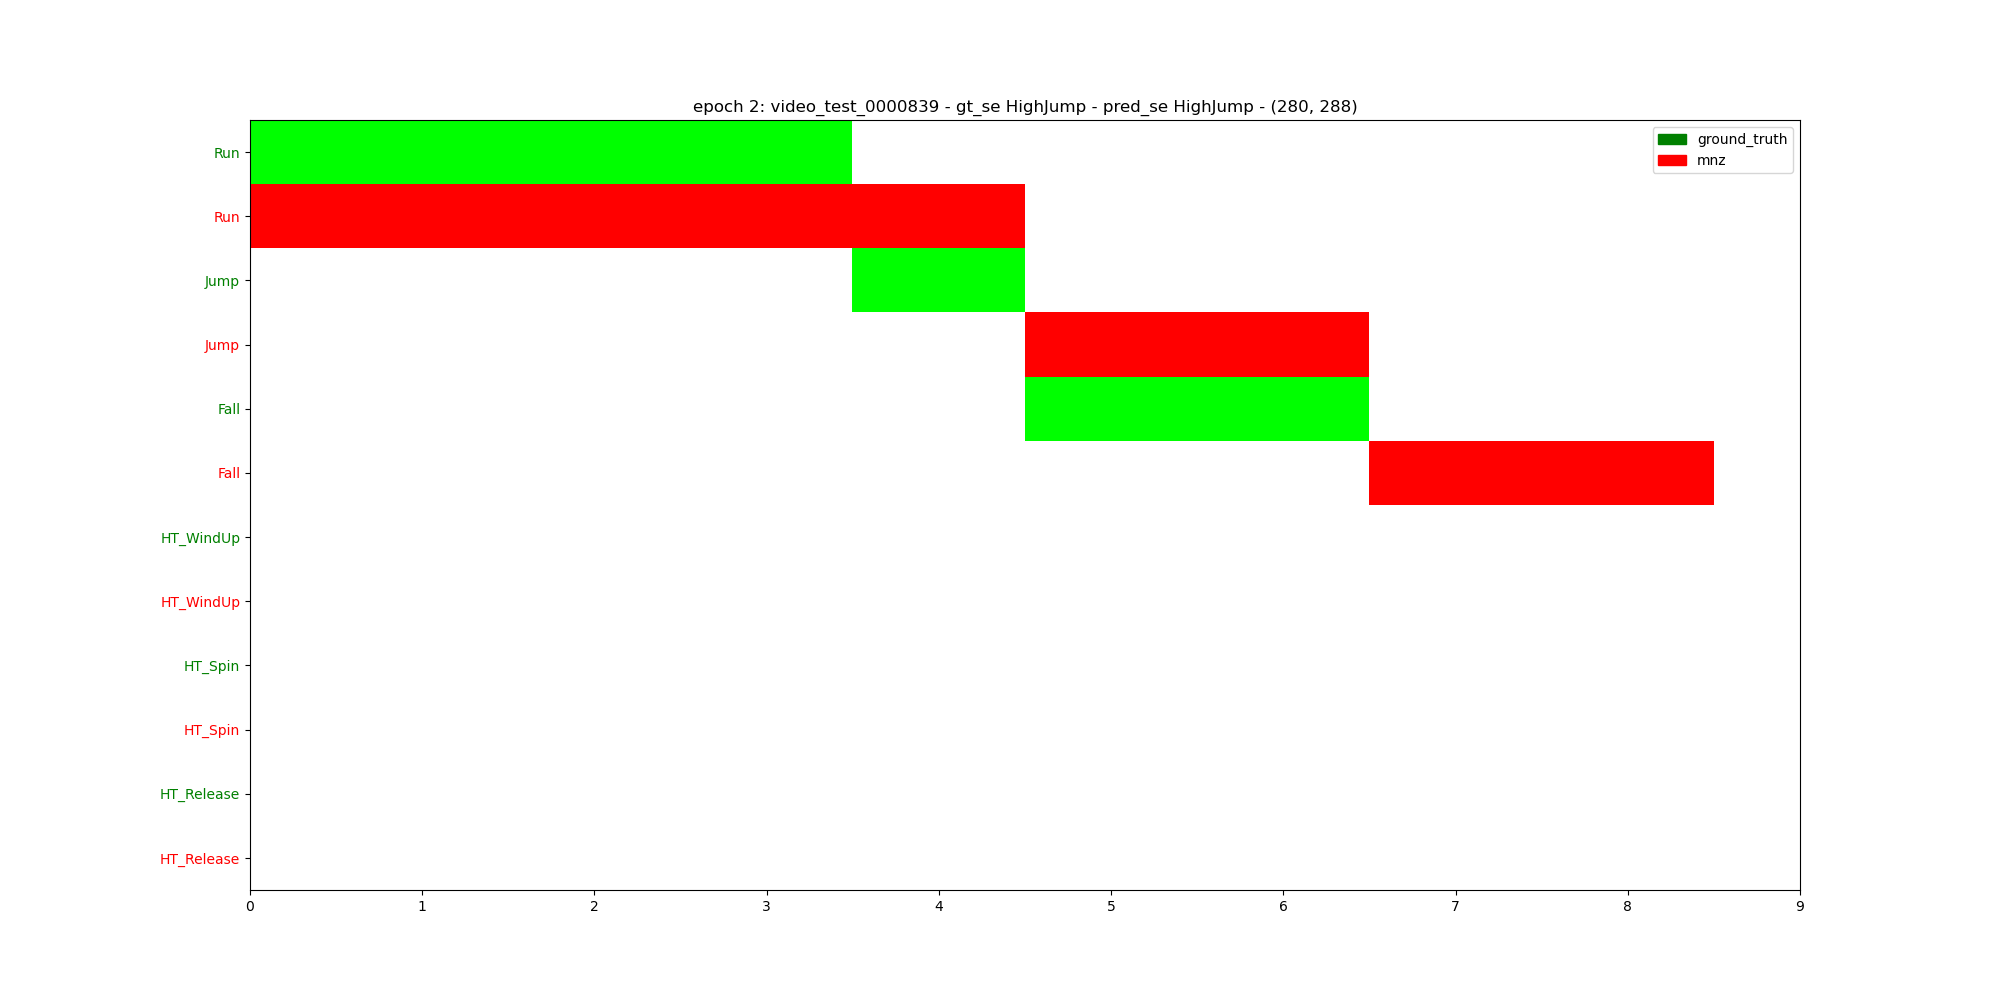 epoch 2: video_test_0000839 - gt_se HighJump - pred_se HighJump - (280, 288)
ground_truth
mnz
Run
Run
Jump
Jump
Fall
Fall
HT_WindUp
HT_WindUp
HT_Spin
HT_Spin
HT_Release
HT_Release
0 1 2 3 4 5 6 7 8 9